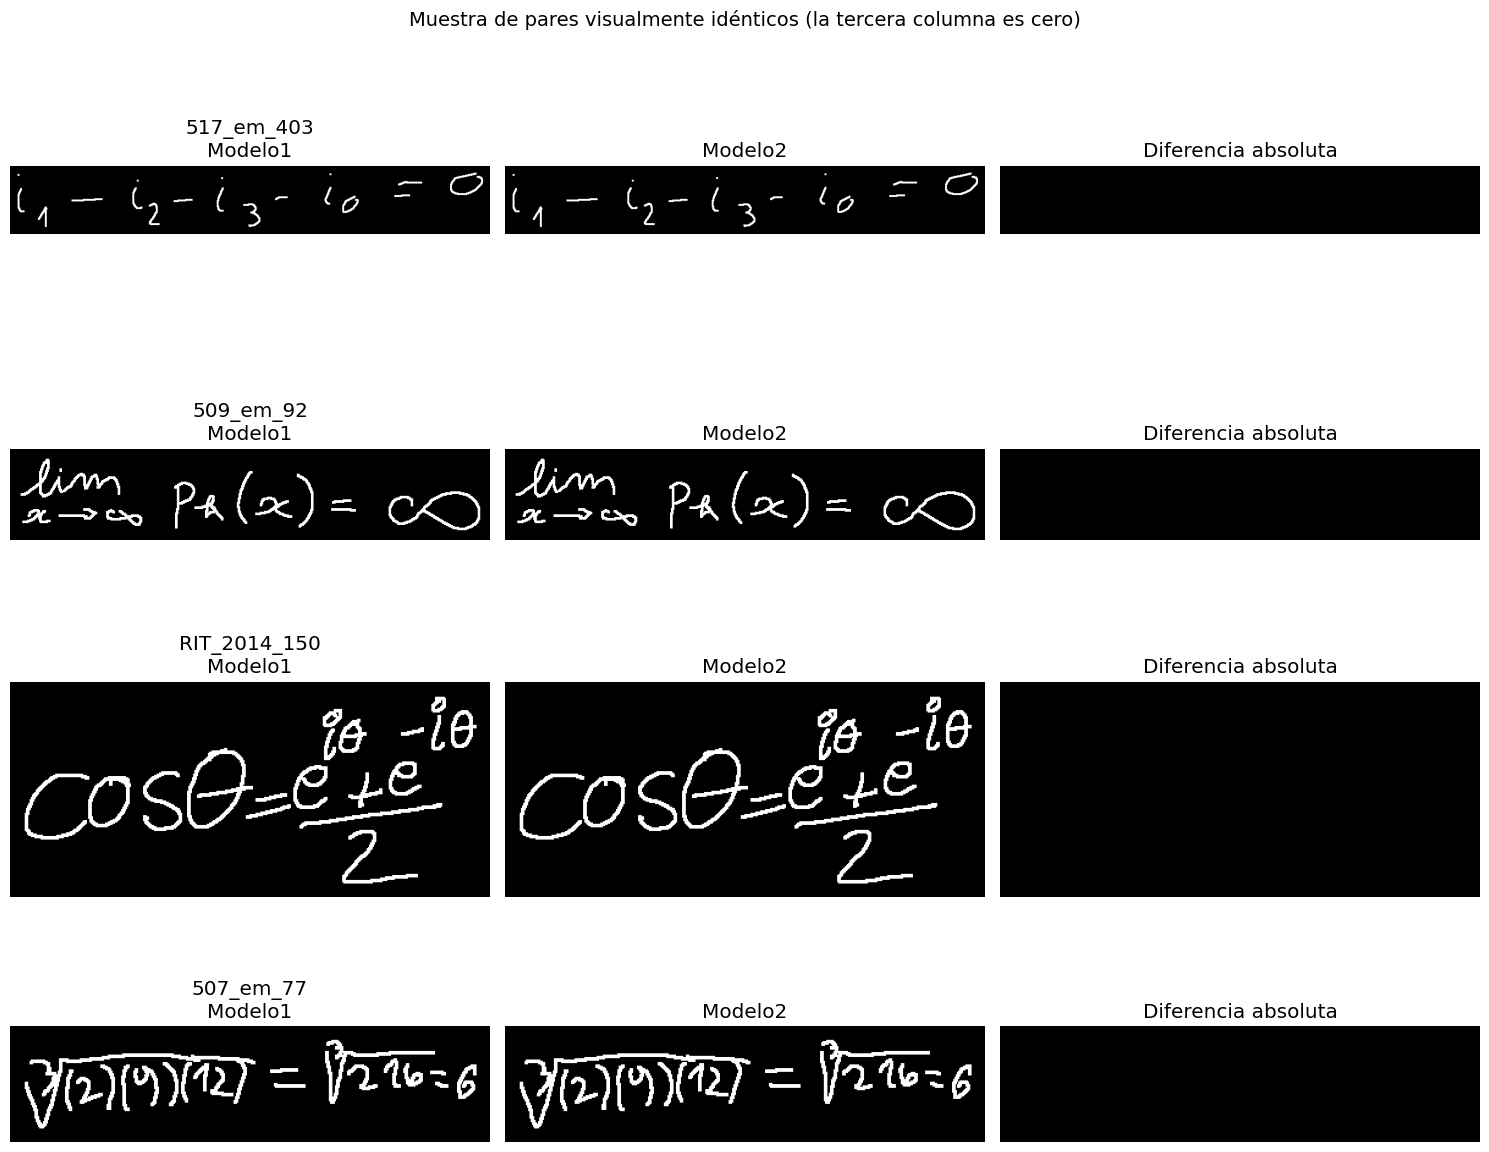 Muestra de pares visualmente idénticos (la tercera columna es cero)
517_em_403
Modelo1 Modelo2 Diferencia absoluta
i₁ − i₂ − i₃ − i₀ = 0 i₁ − i₂ − i₃ − i₀ = 0
509_em_92
Modelo1 Modelo2 Diferencia absoluta
lim x→∞ PR(x) = ∞ lim x→∞ PR(x) = ∞
RIT_2014_150
Modelo1 Modelo2 Diferencia absoluta
cosθ = (e^{iθ} + e^{-iθ})/2 cosθ = (e^{iθ} + e^{-iθ})/2
507_em_77
Modelo1 Modelo2 Diferencia absoluta
∛((2)(9)(12)) = ∛216 = 6 ∛((2)(9)(12)) = ∛216 = 6